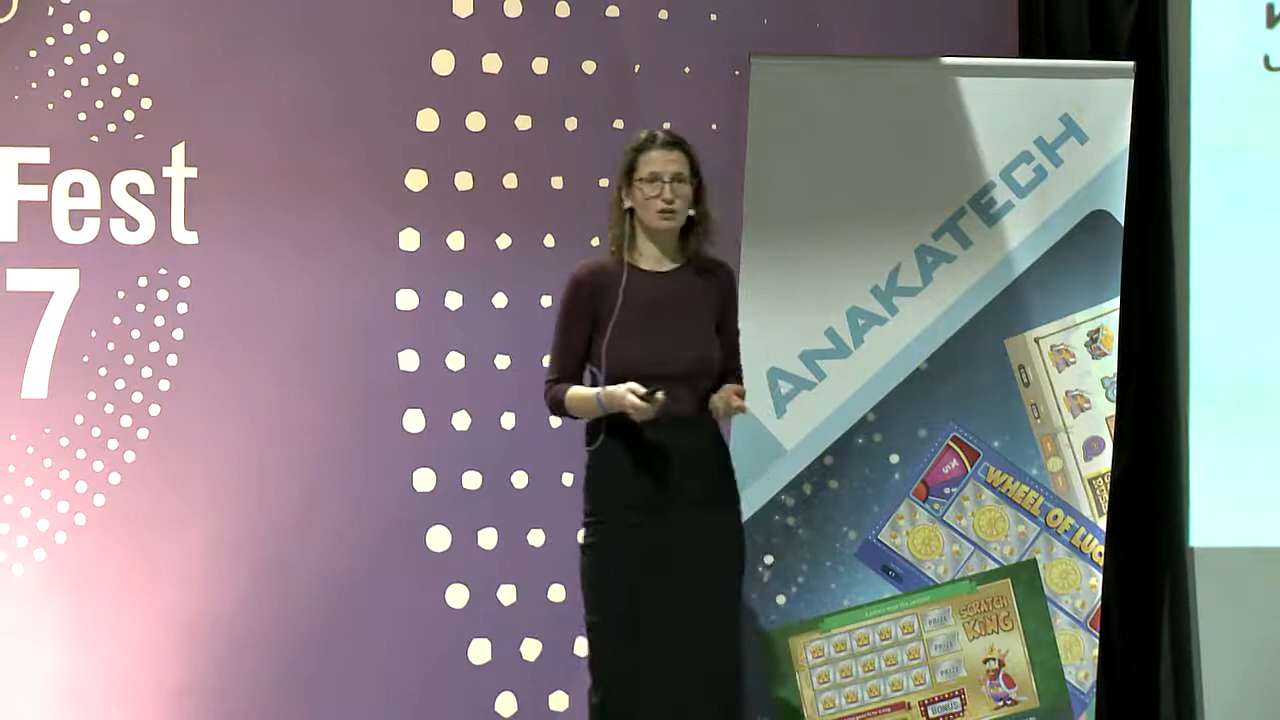 Fest
7
ANAKATECH
WHEEL OF LUC
SCRATCH
KING
PRIZE
PRIZE
PRIZE
BONUS